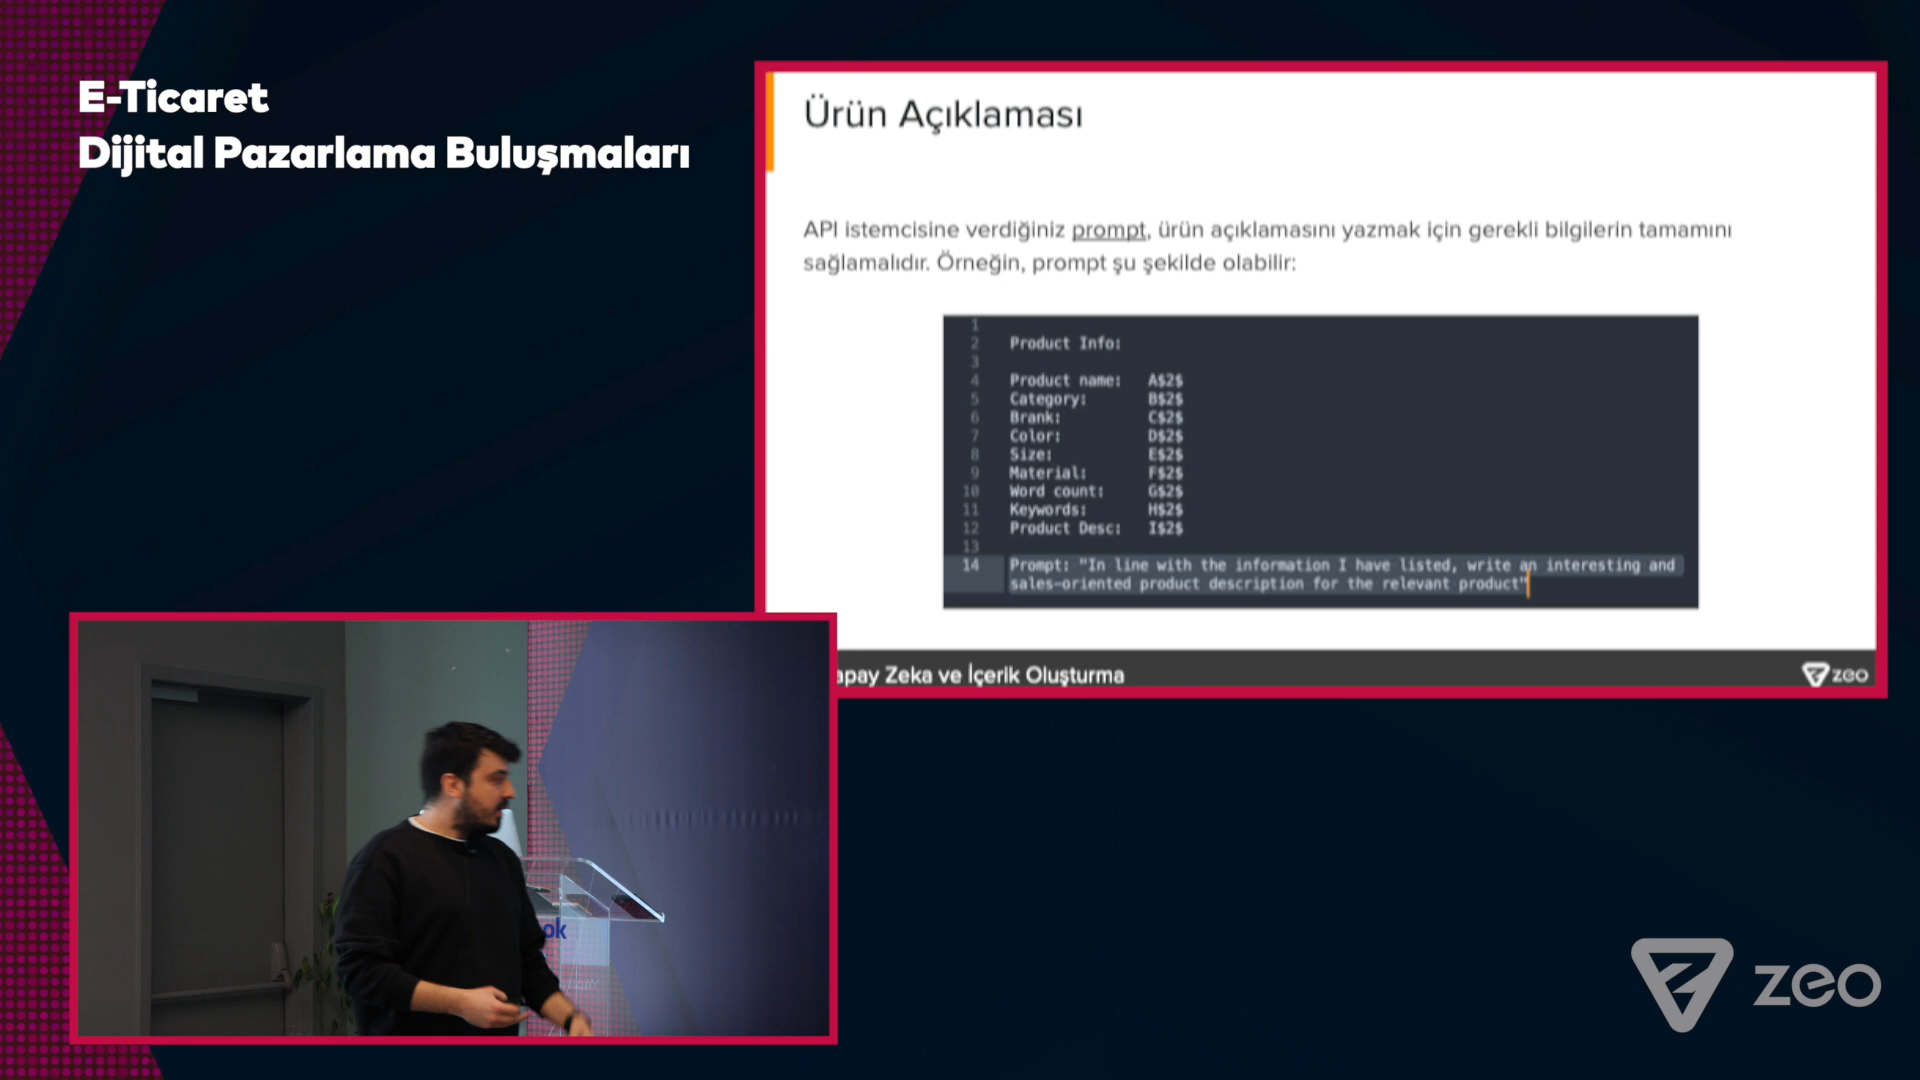 E-Ticaret
Dijital Pazarlama Buluşmaları
Ürün Açıklaması
API istemcisine verdiğiniz prompt, ürün açıklamasını yazmak için gerekli bilgilerin tamamını
sağlamalıdır. Örneğin, prompt şu şekilde olabilir:
1
2 Product Info:
3
4 Product name: A$2$
5 Category: B$2$
6 Brank: C$2$
7 Color: D$2$
8 Size: E$2$
9 Material: F$2$
10 Word count: G$2$
11 Keywords: H$2$
12 Product Desc: I$2$
13
14 Prompt: "In line with the information I have listed, write an interesting and
sales-oriented product description for the relevant product"
apay Zeka ve İçerik Oluşturma
zeo
ok
zeo